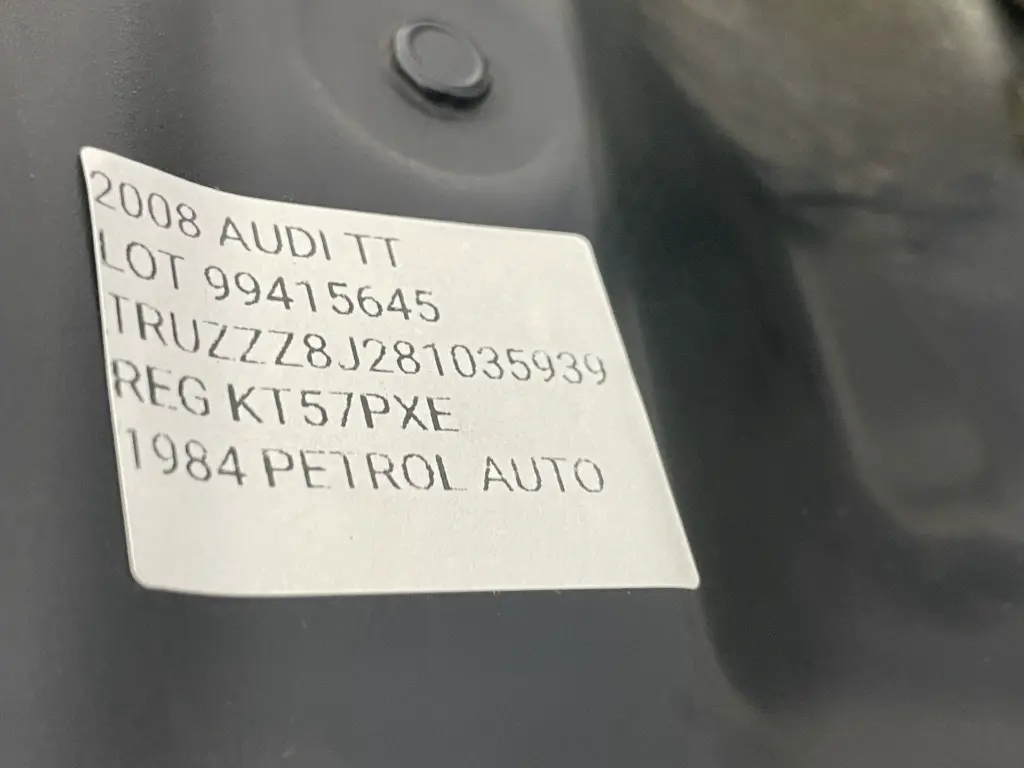 2008 AUDI TT
LOT 99415645
TRUZZZ8J281035939
REG KT57PXE
1984 PETROL AUTO